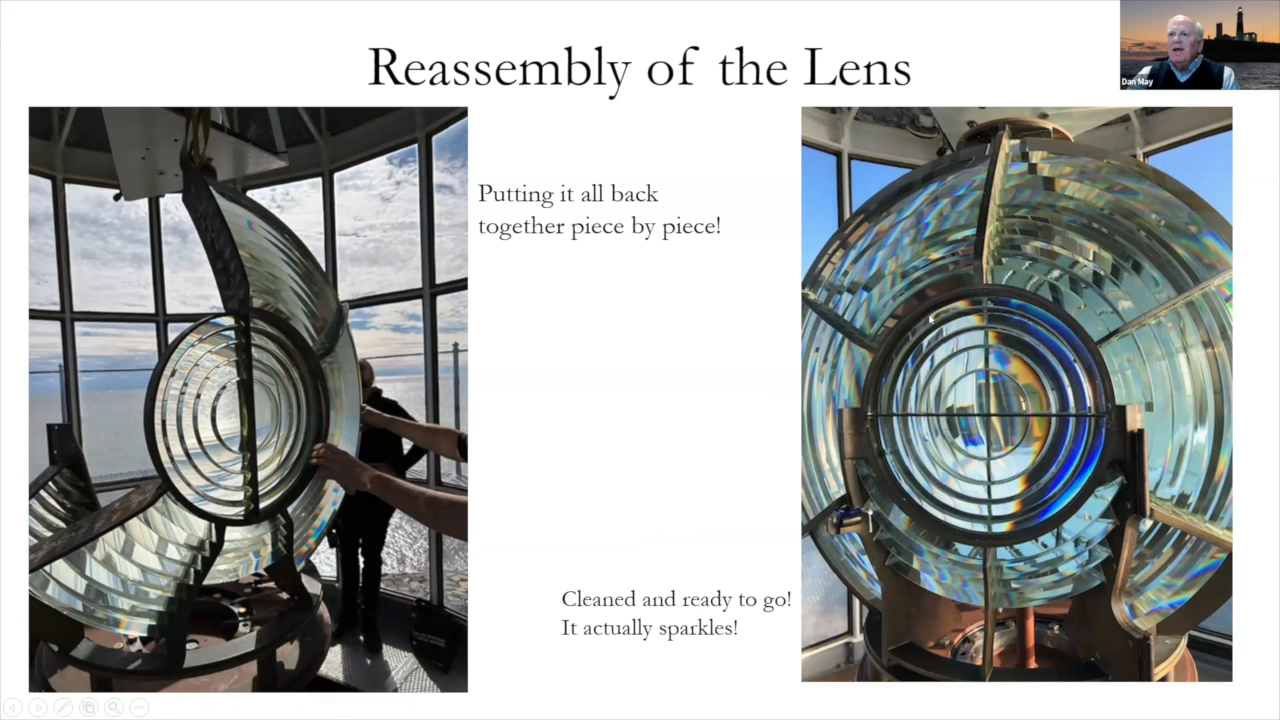 Reassembly of the Lens
Dan May
Putting it all back
together piece by piece!
Cleaned and ready to go!
It actually sparkles!